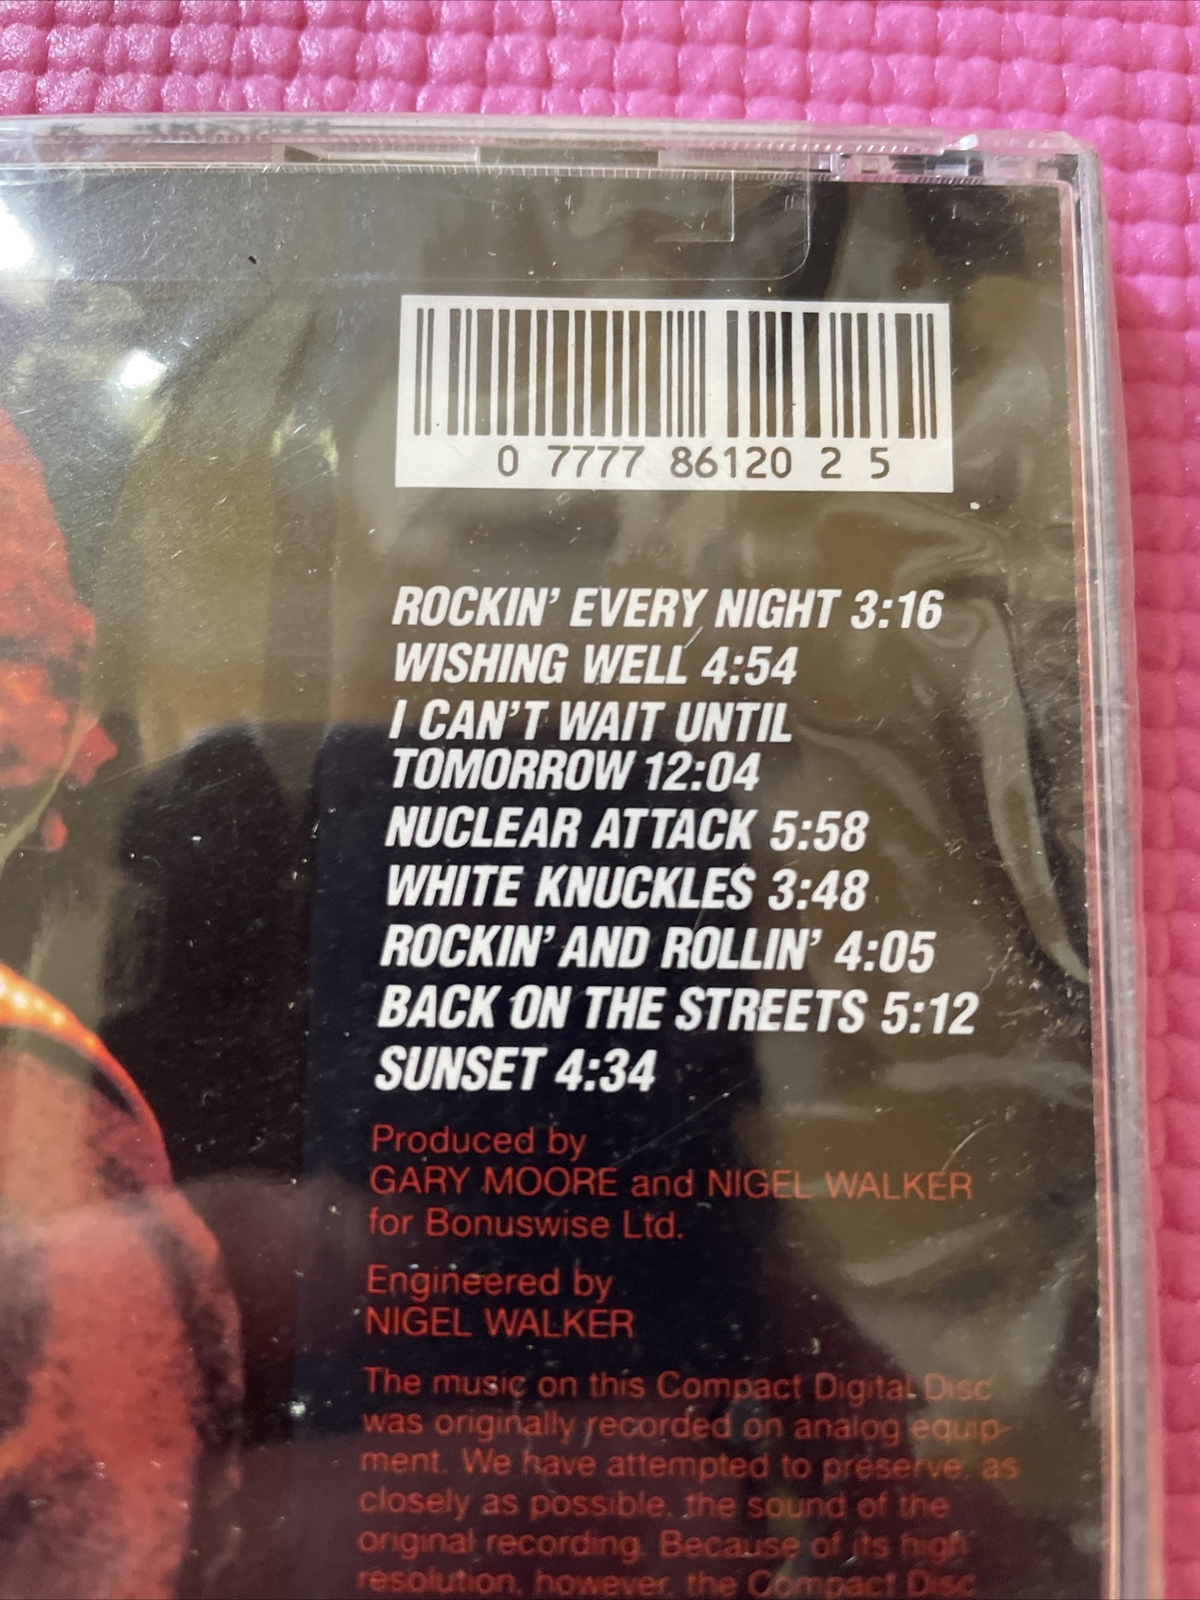 0 7777 86120 2 5
ROCKIN' EVERY NIGHT 3:16
WISHING WELL 4:54
I CAN'T WAIT UNTIL
TOMORROW 12:04
NUCLEAR ATTACK 5:58
WHITE KNUCKLES 3:48
ROCKIN' AND ROLLIN' 4:05
BACK ON THE STREETS 5:12
SUNSET 4:34
Produced by
GARY MOORE and NIGEL WALKER
for Bonuswise Ltd.
Engineered by
NIGEL WALKER
The music on this Compact Digital Disc
was originally recorded on analog equip-
ment. We have attempted to preserve, as
closely as possible, the sound of the
original recording. Because of its high
resolution, however, the Compact Disc